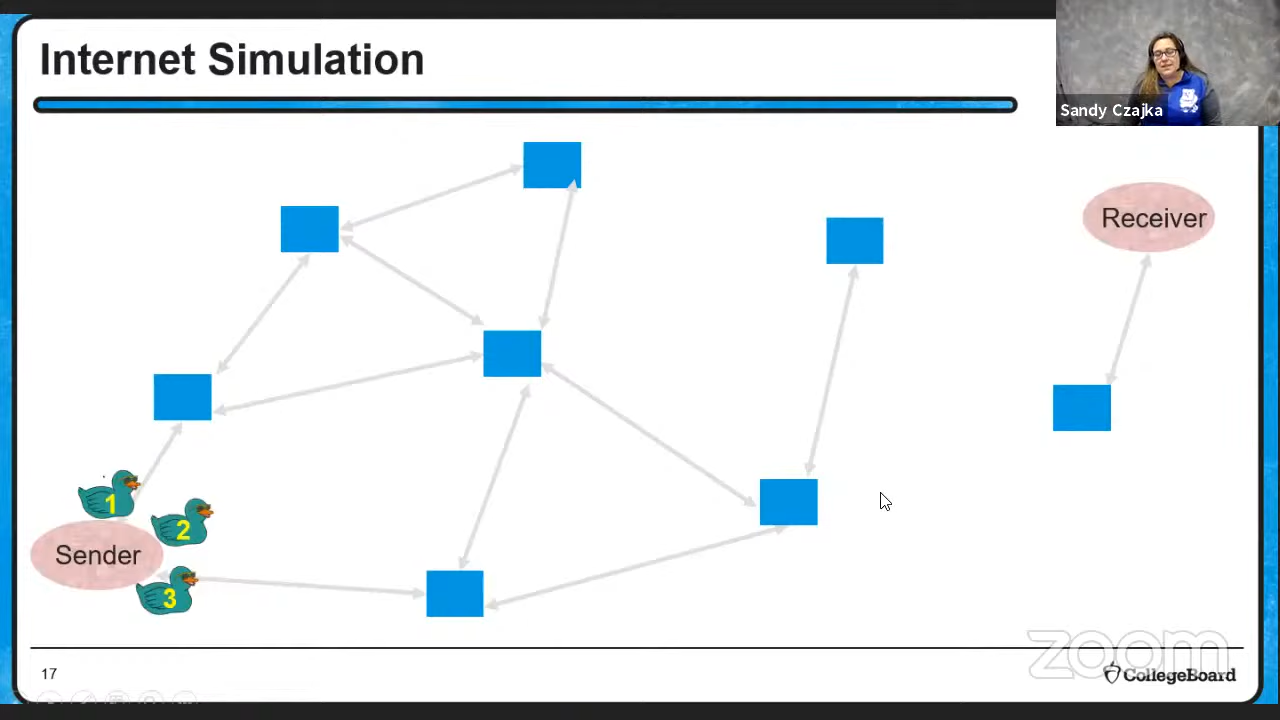 Internet Simulation
Sandy Czajka
Receiver
1
2
Sender
3
17
zoom
CollegeBoard